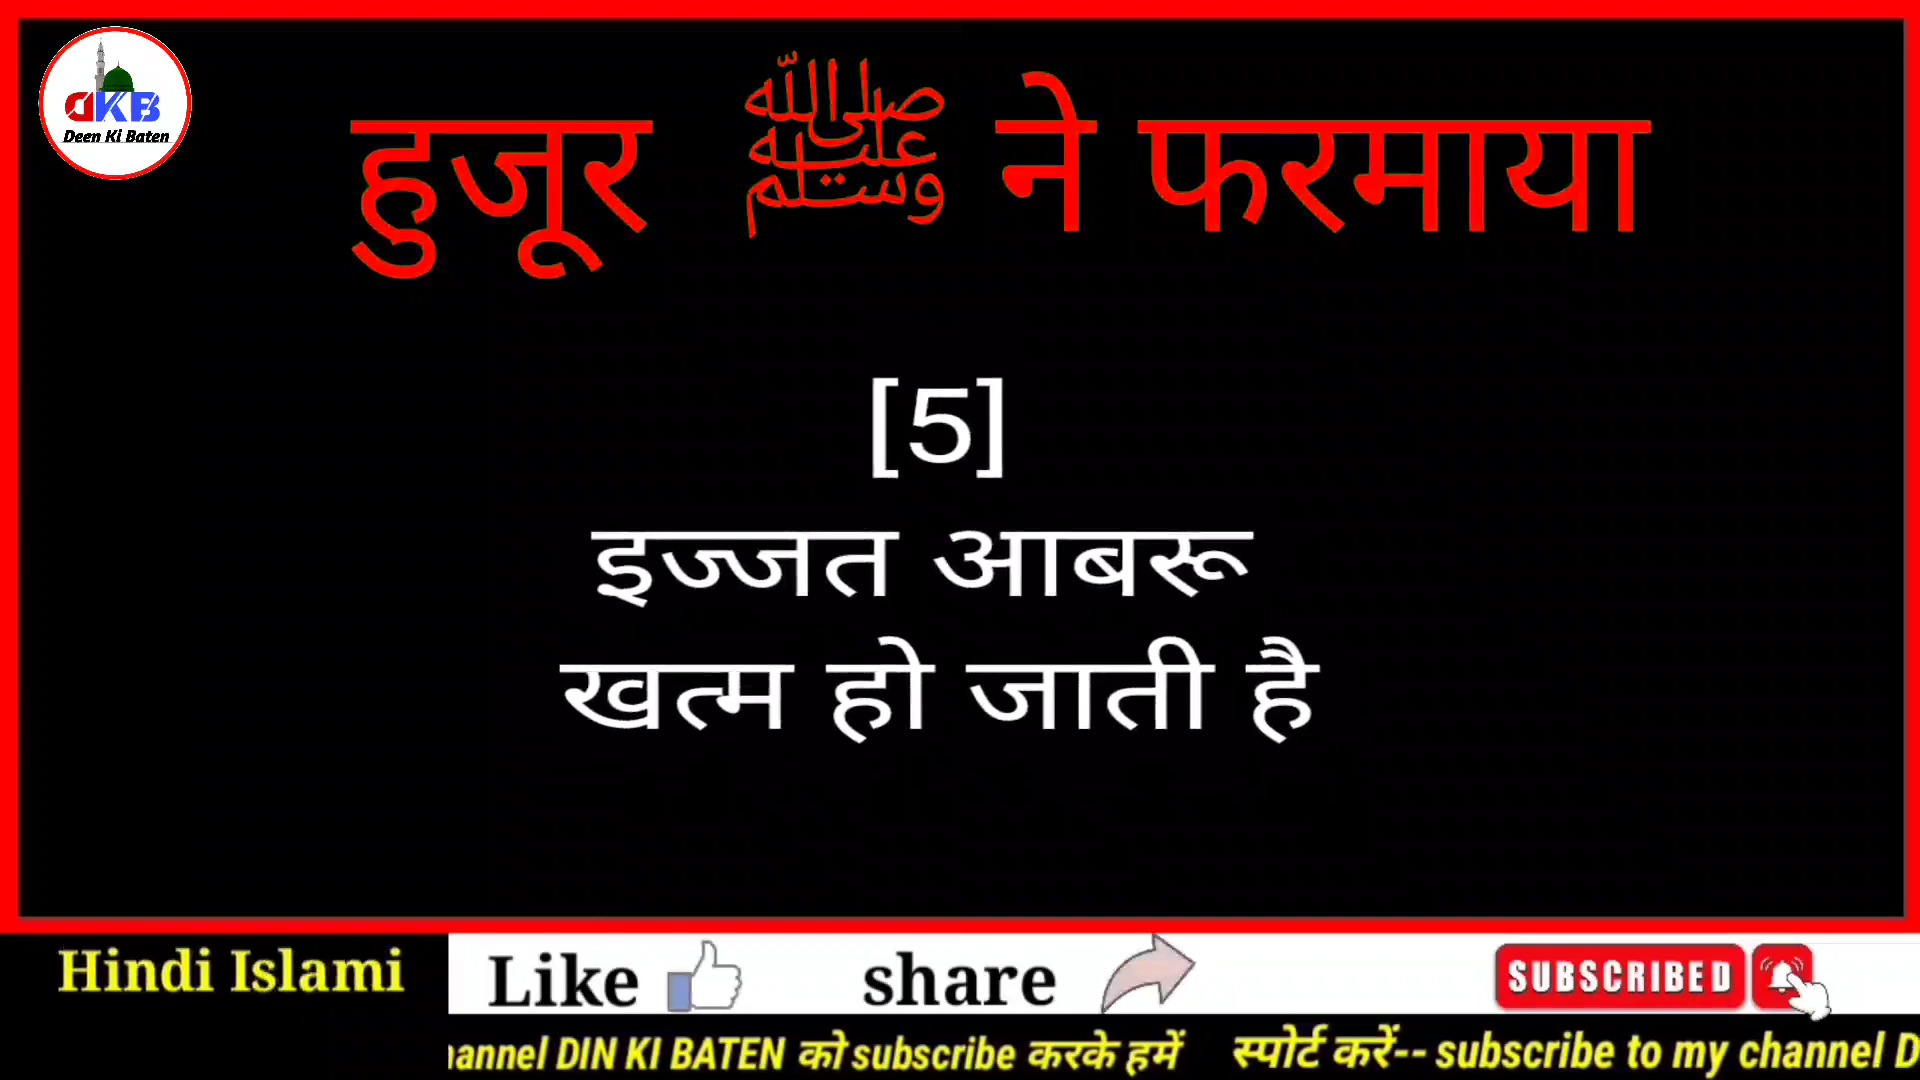 DKB
Deen Ki Baten
हुजूर ﷺ ने फरमाया
[5]
इज्जत आबरू
खत्म हो जाती है
Hindi Islami
Like
share
SUBSCRIBED
DIN KI BATEN को subscribe करके हमें स्पोर्ट करें-- subscribe to my channel